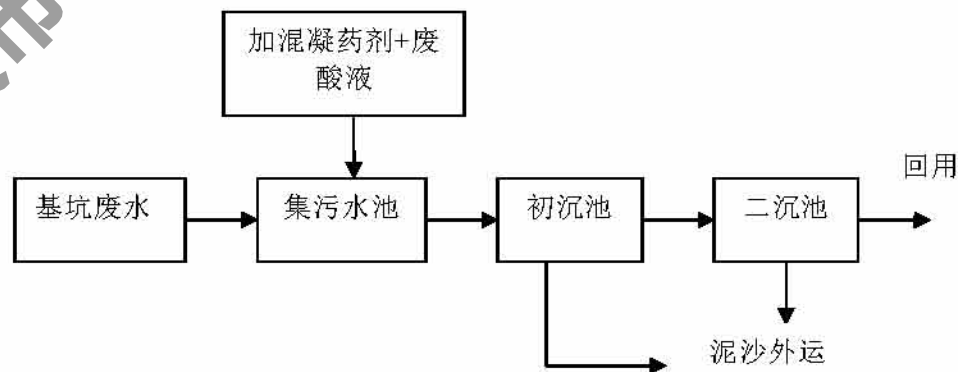 加混凝药剂+废
酸液
回用
基坑废水
集污水池
初沉池
二沉池
泥沙外运